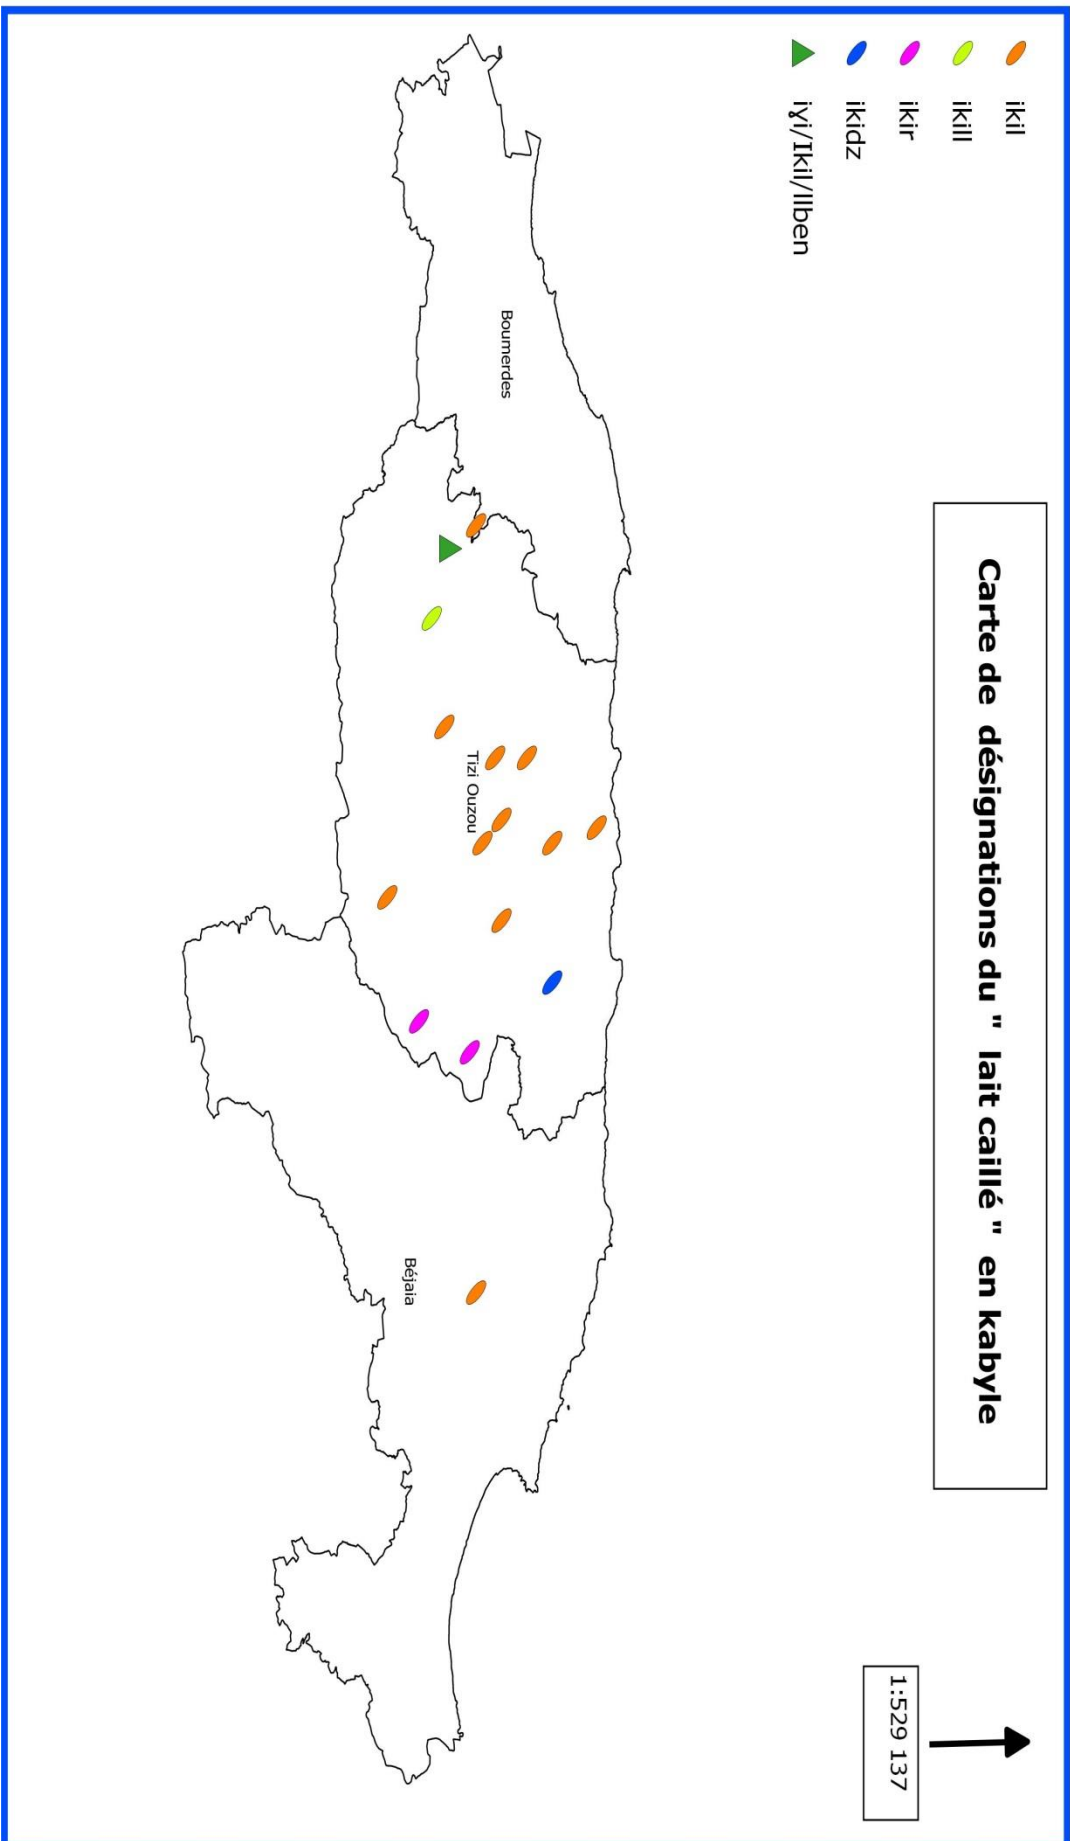 Carte de désignations du " lait caillé " en kabyle
ikil
ikill
ikir
ikidz
iɣi/Ikil/llben
1:529 137
Boumerdes
Tizi Ouzou
Béjaia